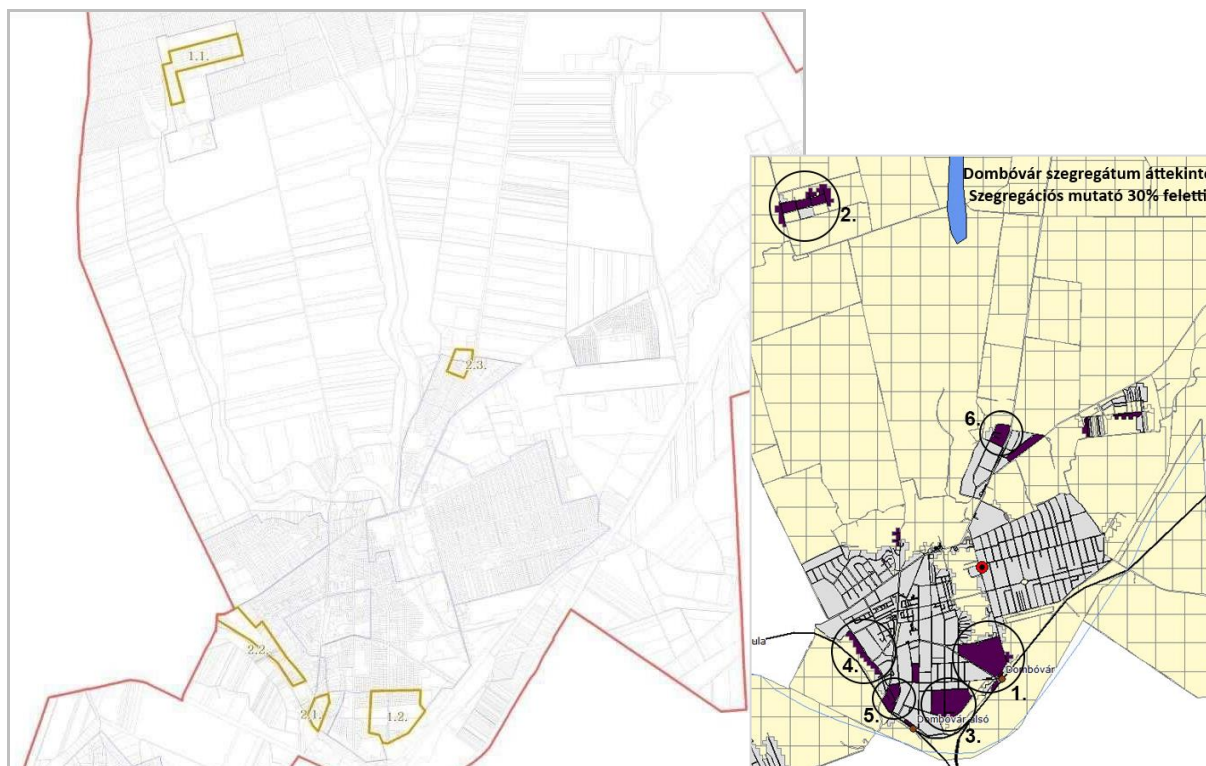 1.1.
2.3.
2.2.
2.1.
1.2.
Dombóvár szegregátum áttekint
Szegregációs mutató 30% feletti
2.
6.
ula
4.
Dombóvár
1.
5.
Dombóvár alsó
3.